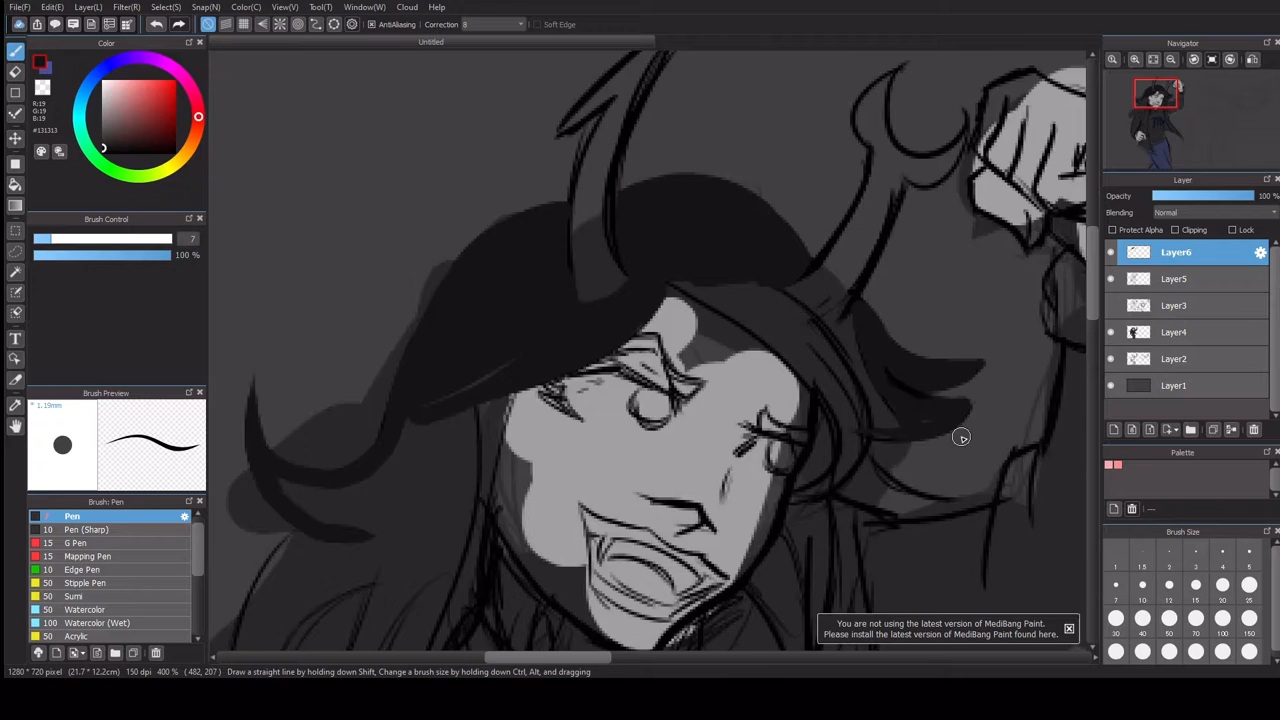 File(F) Edit Layer(L) Filter(R) Select(S) Snap(N) Color(C) View(V) Tool(T) Window(W) Cloud Help
AntiAliasing Correction 8 Soft Edge
Color
R:19
G:19
B:19
#131313
Brush Control
7
100 %
Brush Preview
1.19mm
Brush: Pen
7 Pen
10 Pen (Sharp)
15 G Pen
15 Mapping Pen
10 Edge Pen
50 Stipple Pen
50 Sumi
50 Watercolor
100 Watercolor (Wet)
50 Acrylic
Untitled
You are not using the latest version of MediBang Paint.
Please install the latest version of MediBang Paint found here.
Navigator
Layer
Opacity 100 %
Blending Normal
Protect Alpha Clipping Lock
Layer6
Layer5
Layer3
Layer4
Layer2
Layer1
Palette
---
Brush Size
1 1.5 2 3 4 5
7 10 12 15 20 25
30 40 50 70 100 150
1280 * 720 pixel (21.7 * 12.2cm) 150 dpi 400 % ( 482, 207 ) Draw a straight line by holding down Shift, Change a brush size by holding down Ctrl, Alt, and dragging